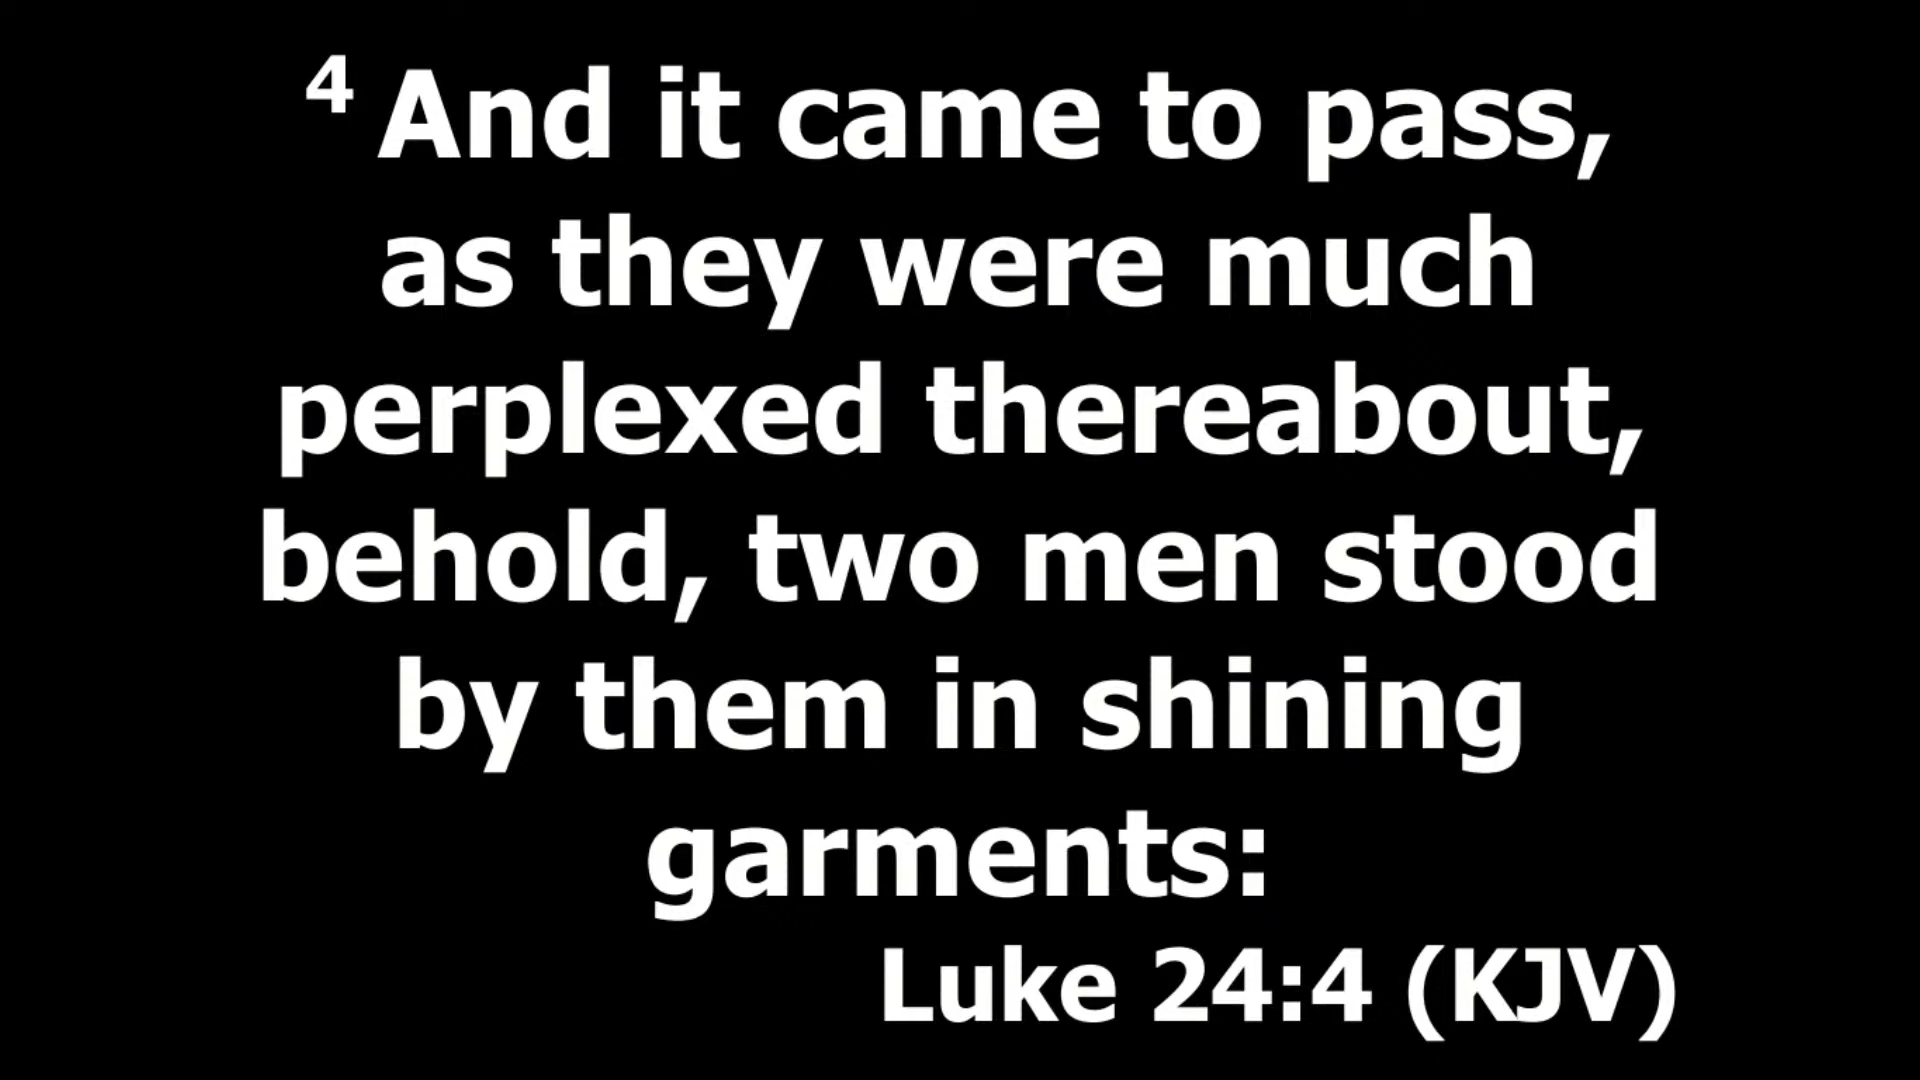 4 And it came to pass,
as they were much
perplexed thereabout,
behold, two men stood
by them in shining
garments:
Luke 24:4 (KJV)